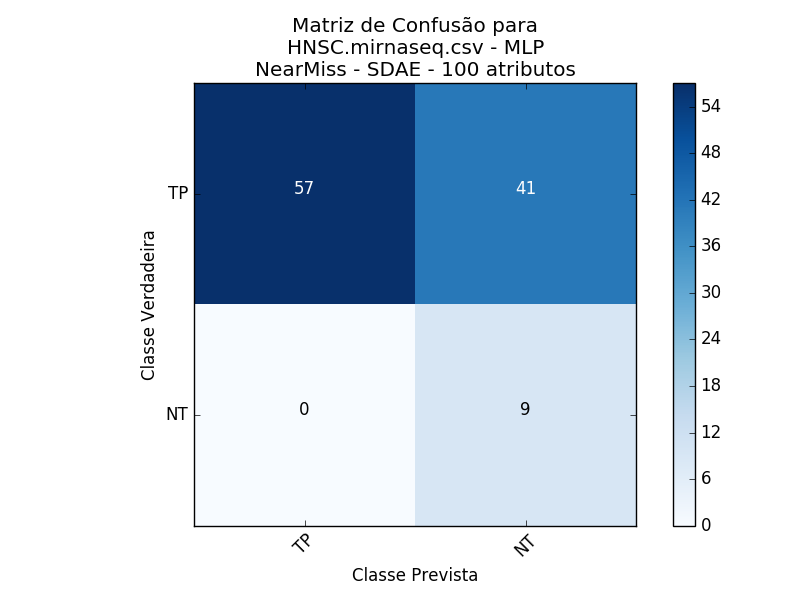 Matriz de Confusão para
HNSC.mirnaseq.csv - MLP
NearMiss - SDAE - 100 atributos
TP
NT
Classe Verdadeira
57
41
0
9
TP
NT
Classe Prevista
54
48
42
36
30
24
18
12
6
0